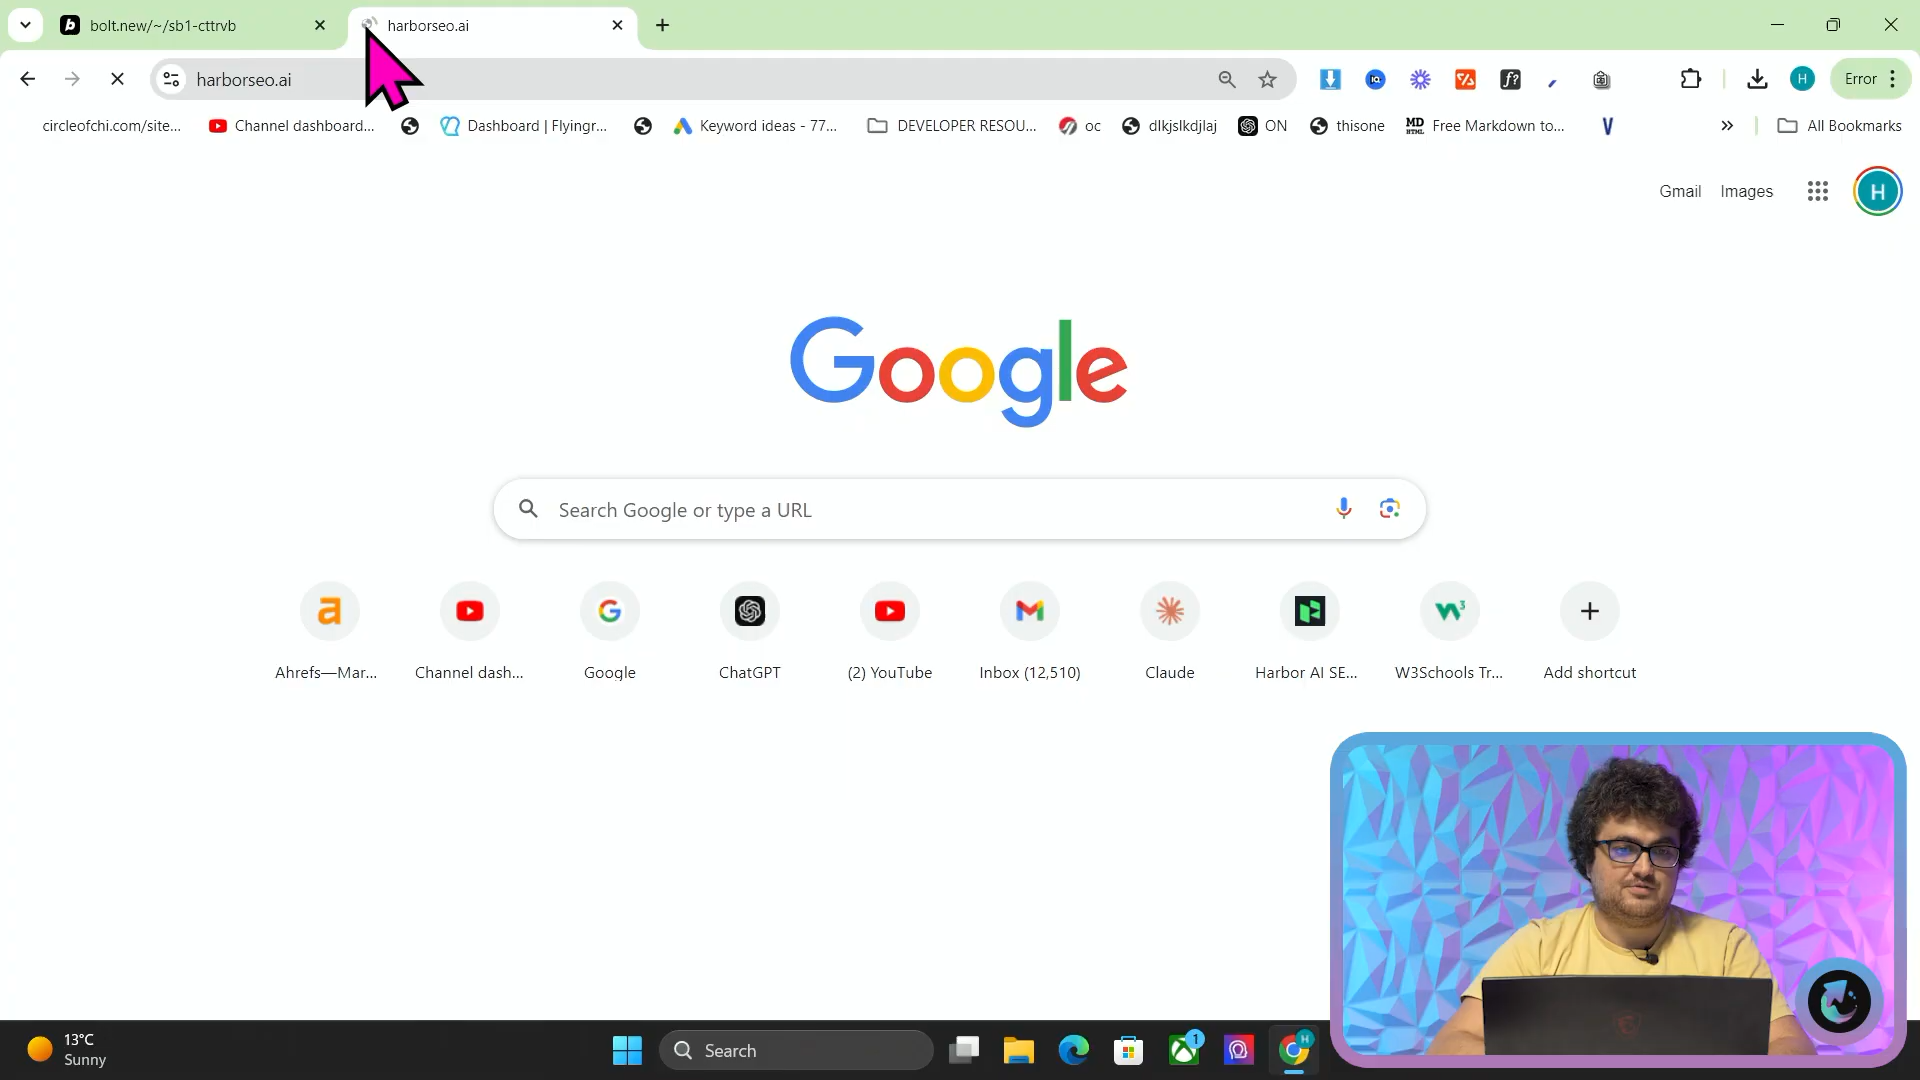 bolt.new/~/sb1-cttrvb
harborseo.ai
harborseo.ai
Error
circleofchi.com/site...
Channel dashboard...
Dashboard | Flyingr...
Keyword ideas - 77...
DEVELOPER RESOU...
oc
dlkjslkdjlaj
ON
thisone
Free Markdown to...
All Bookmarks
Gmail
Images
H
Google
Search Google or type a URL
Ahrefs—Mar...
Channel dash...
Google
ChatGPT
(2) YouTube
Inbox (12,510)
Claude
Harbor AI SE...
W3Schools Tr...
Add shortcut
13°C
Sunny
Search
1